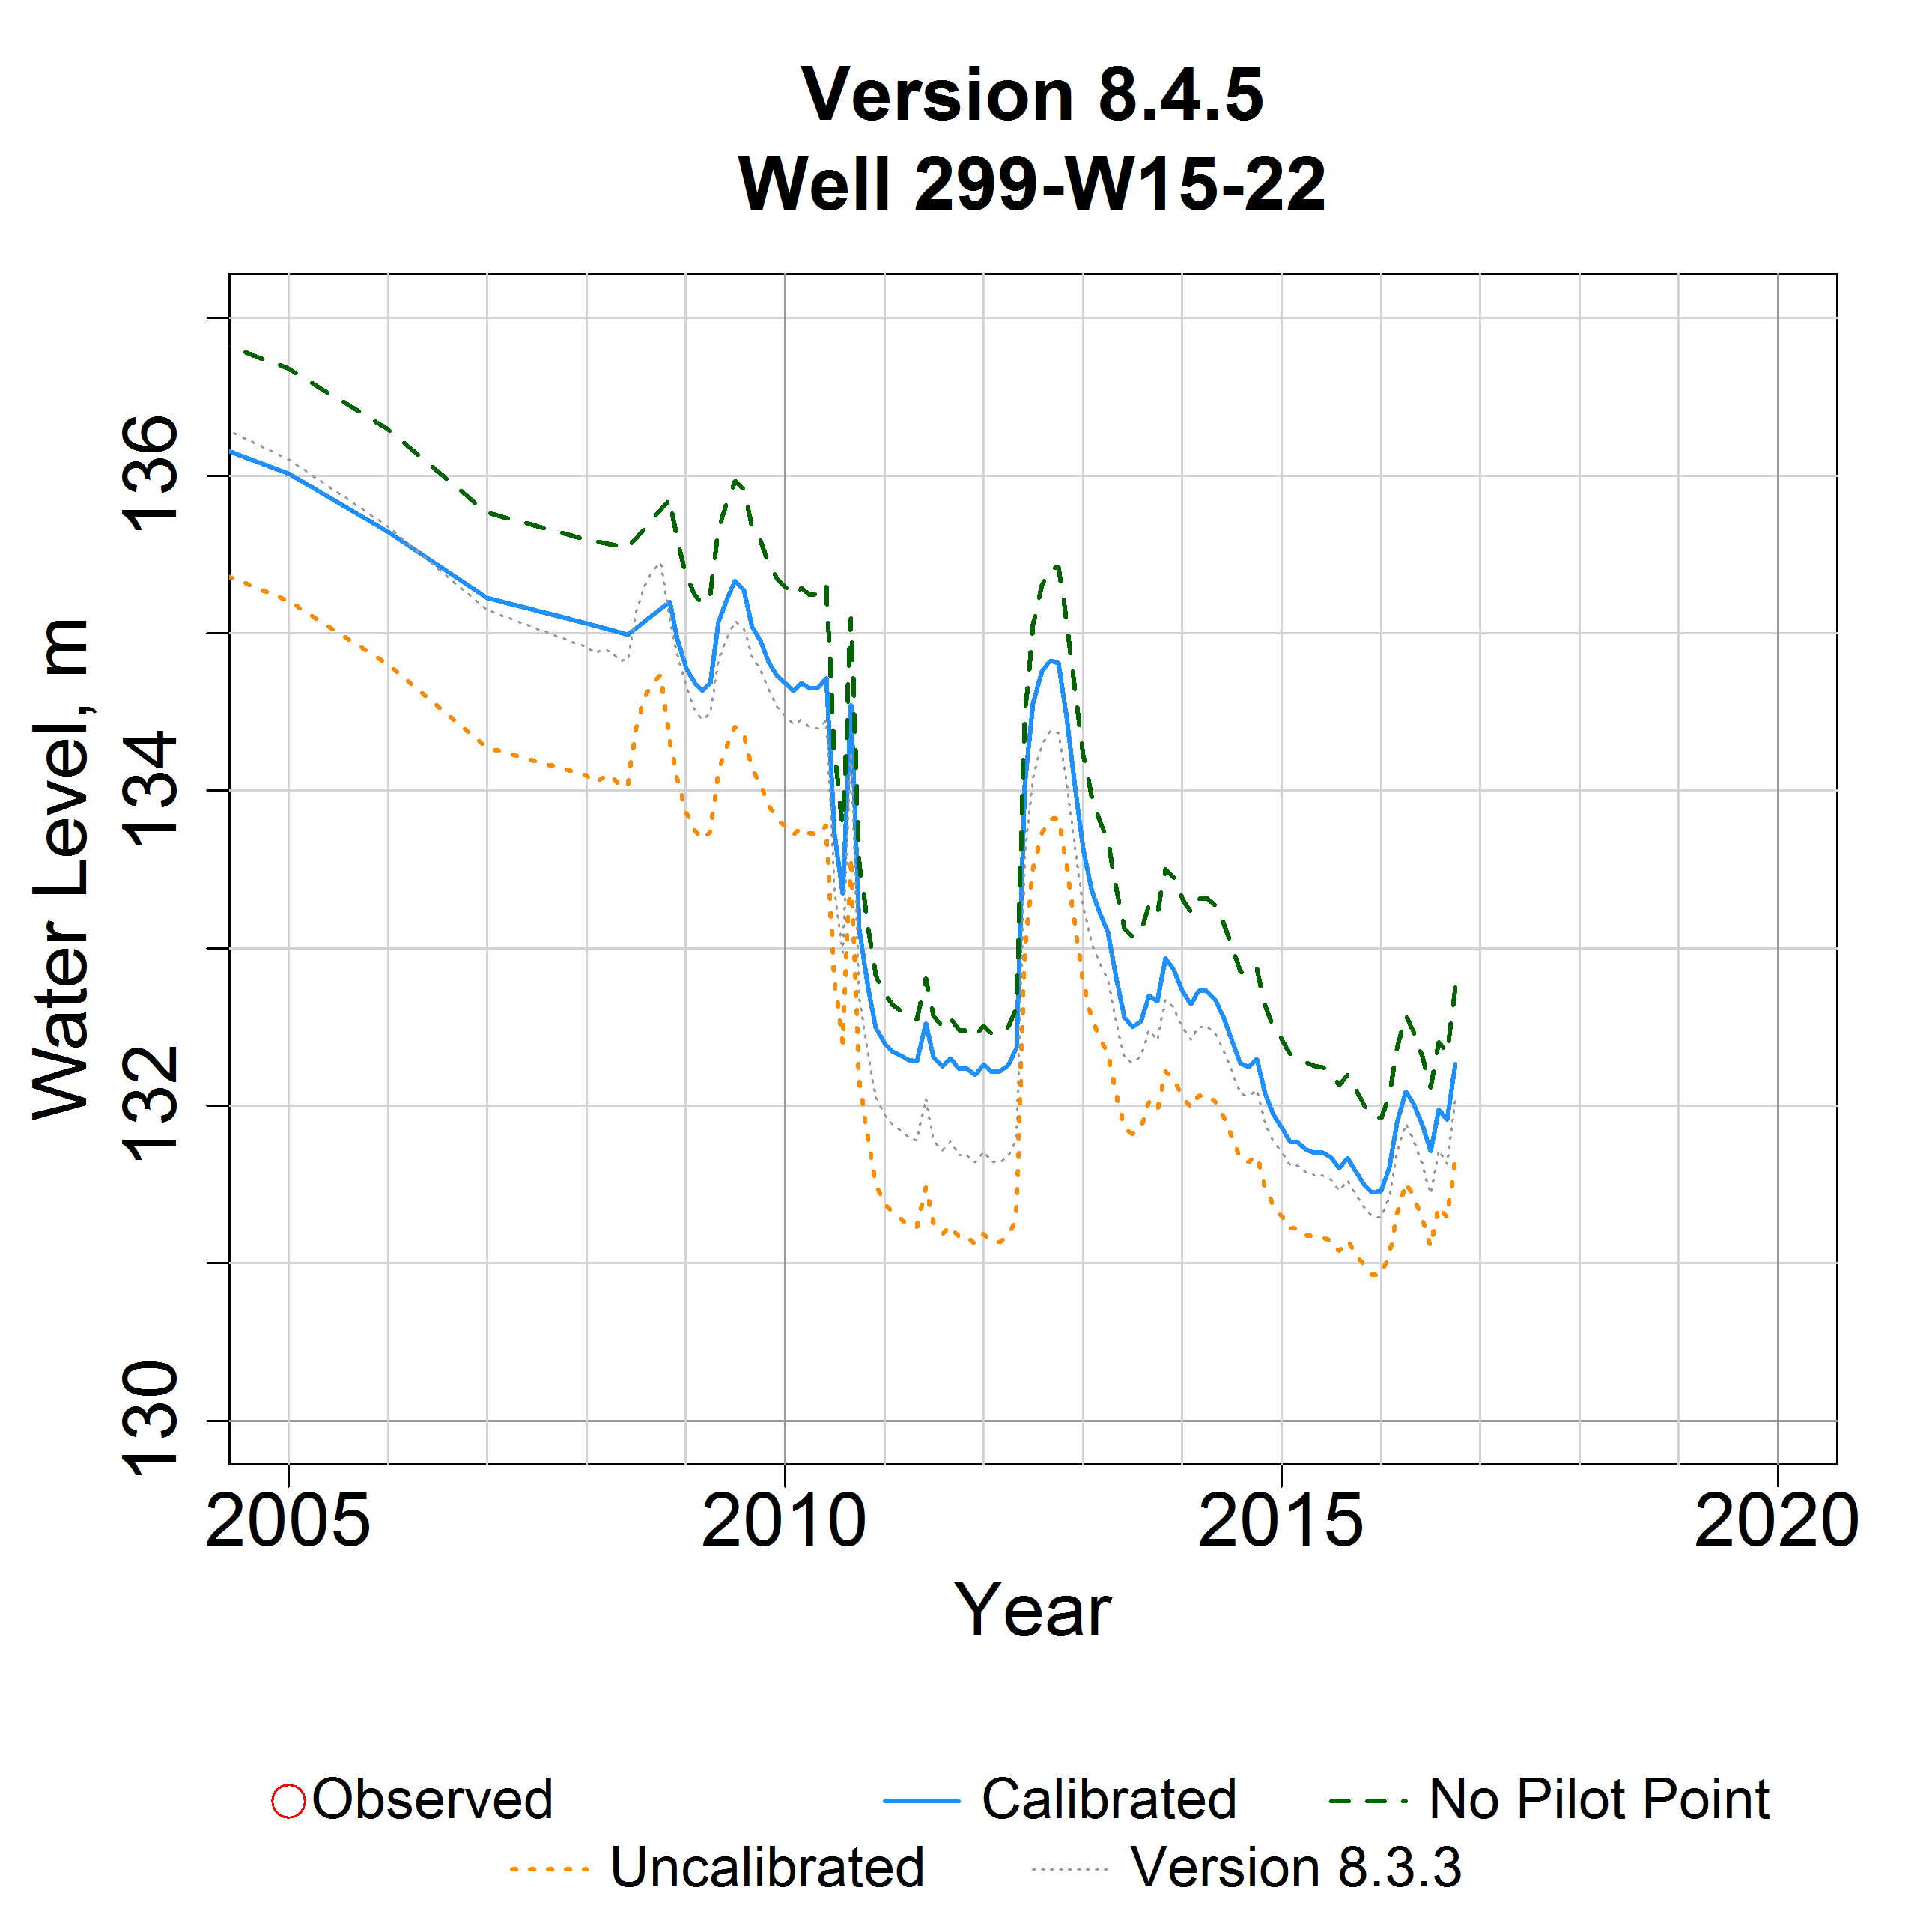 Version 8.4.5
Well 299-W15-22
Water Level, m
136
134
132
130
2005 2010 2015 2020
Year
Observed Calibrated No Pilot Point
Uncalibrated Version 8.3.3